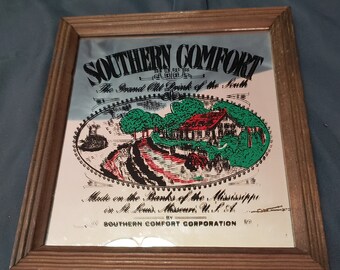 SOUTHERN COMFORT
The Grand Old Drink of the South
Made on the Banks of the Mississippi
in St. Louis, Missouri, U.S.A.
BY
SOUTHERN COMFORT CORPORATION